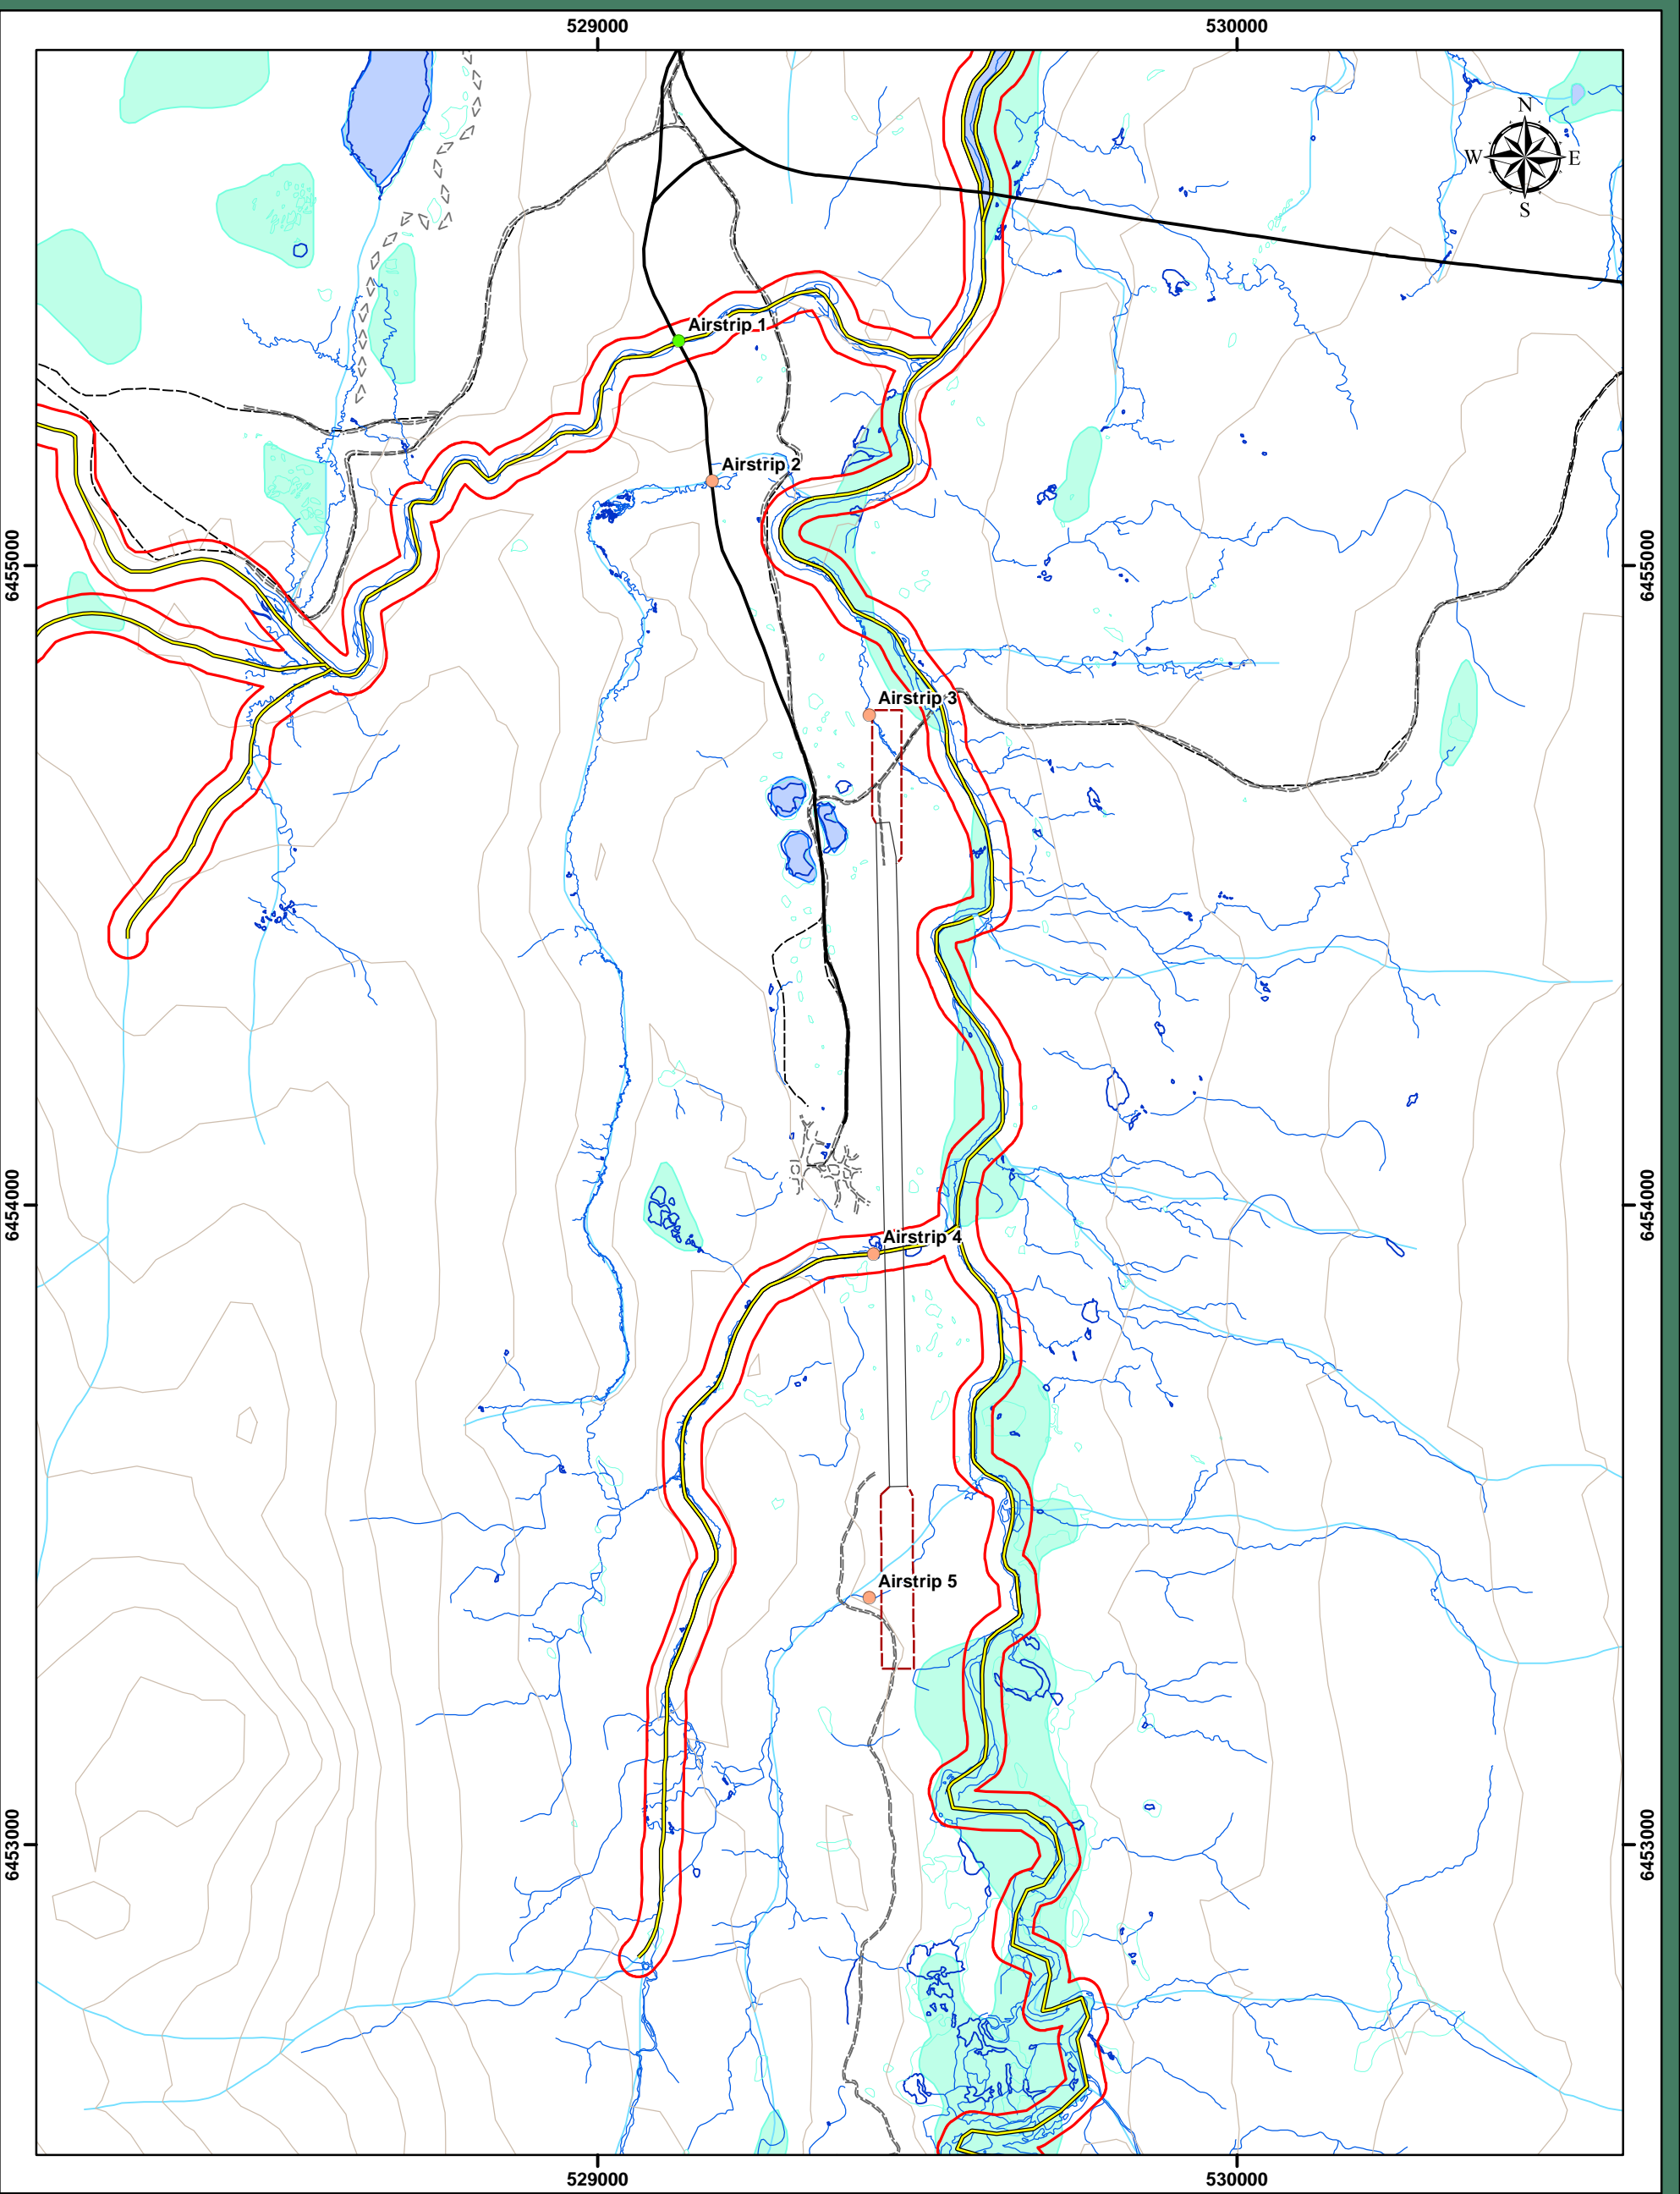 529000 530000
N
W E
S
Airstrip 1
Airstrip 2
6455000 6455000
Airstrip 3
6454000 6454000
Airstrip 4
Airstrip 5
6453000 6453000
529000 530000